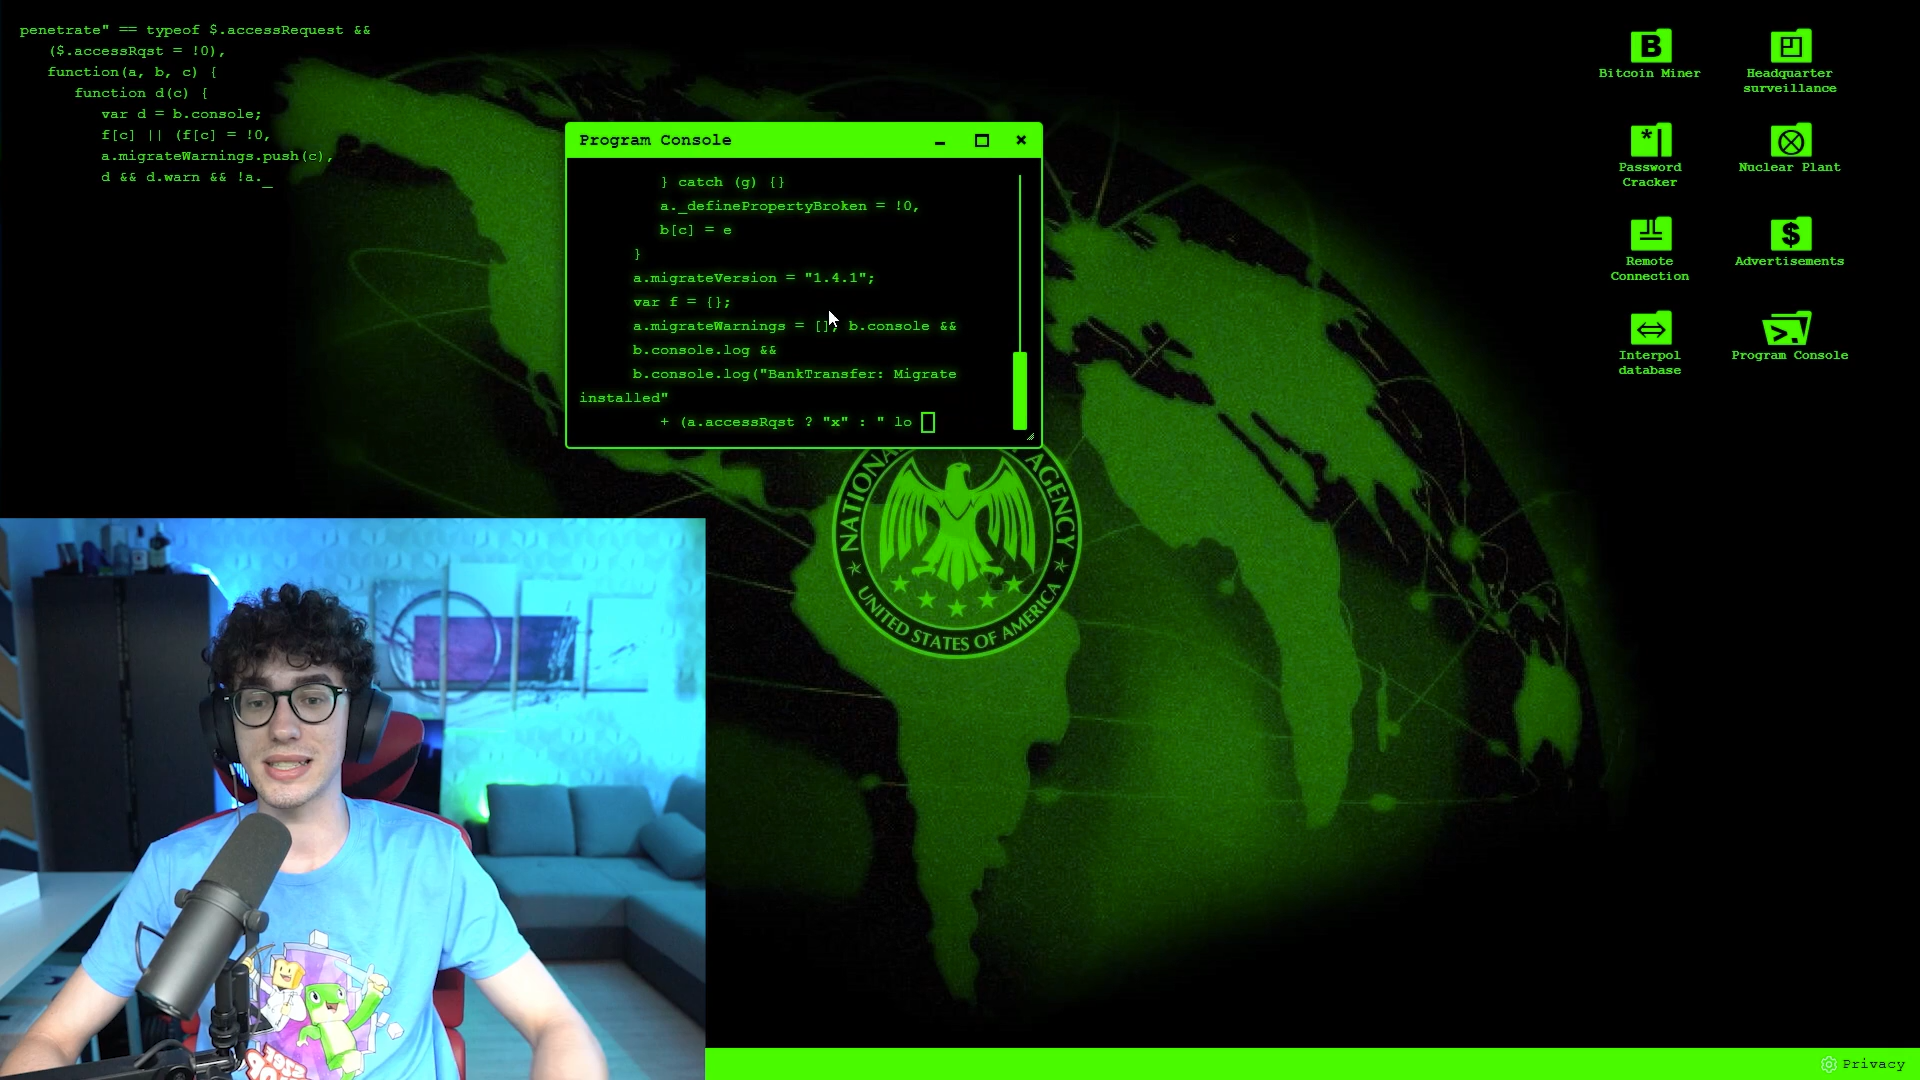 penetrate" == typeof $.accessRequest &&
($.accessRqst = !0),
function(a, b, c) {
function d(c) {
var d = b.console;
f[c] || (f[c] = !0,
a.migrateWarnings.push(c),
d && d.warn && !a._
Program Console
} catch (g) {}
a._definePropertyBroken = !0,
b[c] = e
}
a.migrateVersion = "1.4.1";
var f = {};
a.migrateWarnings = []; b.console &&
b.console.log &&
b.console.log("BankTransfer: Migrate
installed"
+ (a.accessRqst ? "x" : " lo
Bitcoin Miner
Headquarter
surveillance
Password
Cracker
Nuclear Plant
Remote
Connection
Advertisements
Interpol
database
Program Console
NATIONAL AGENCY
UNITED STATES OF AMERICA
Privacy